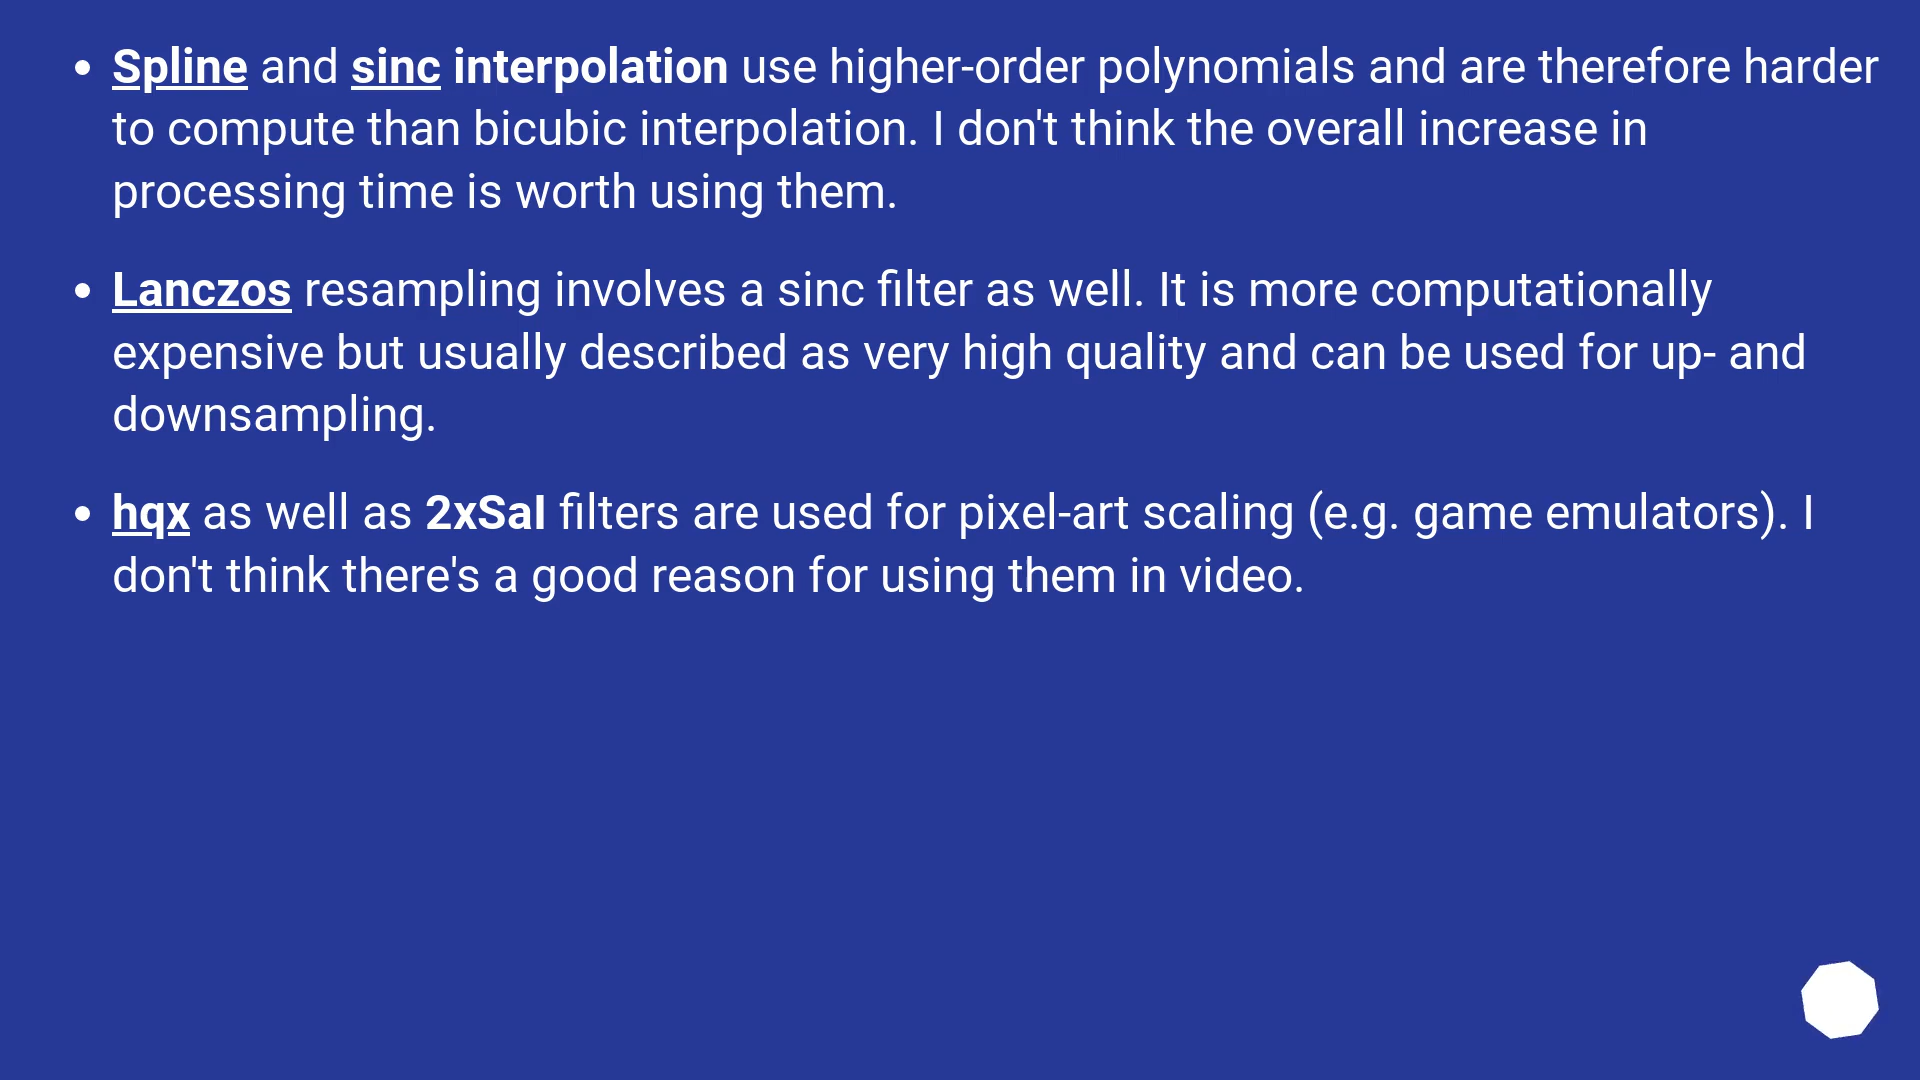 • Spline and sinc interpolation use higher-order polynomials and are therefore harder
to compute than bicubic interpolation. I don't think the overall increase in
processing time is worth using them.
• Lanczos resampling involves a sinc filter as well. It is more computationally
expensive but usually described as very high quality and can be used for up- and
downsampling.
• hqx as well as 2xSaI filters are used for pixel-art scaling (e.g. game emulators). I
don't think there's a good reason for using them in video.